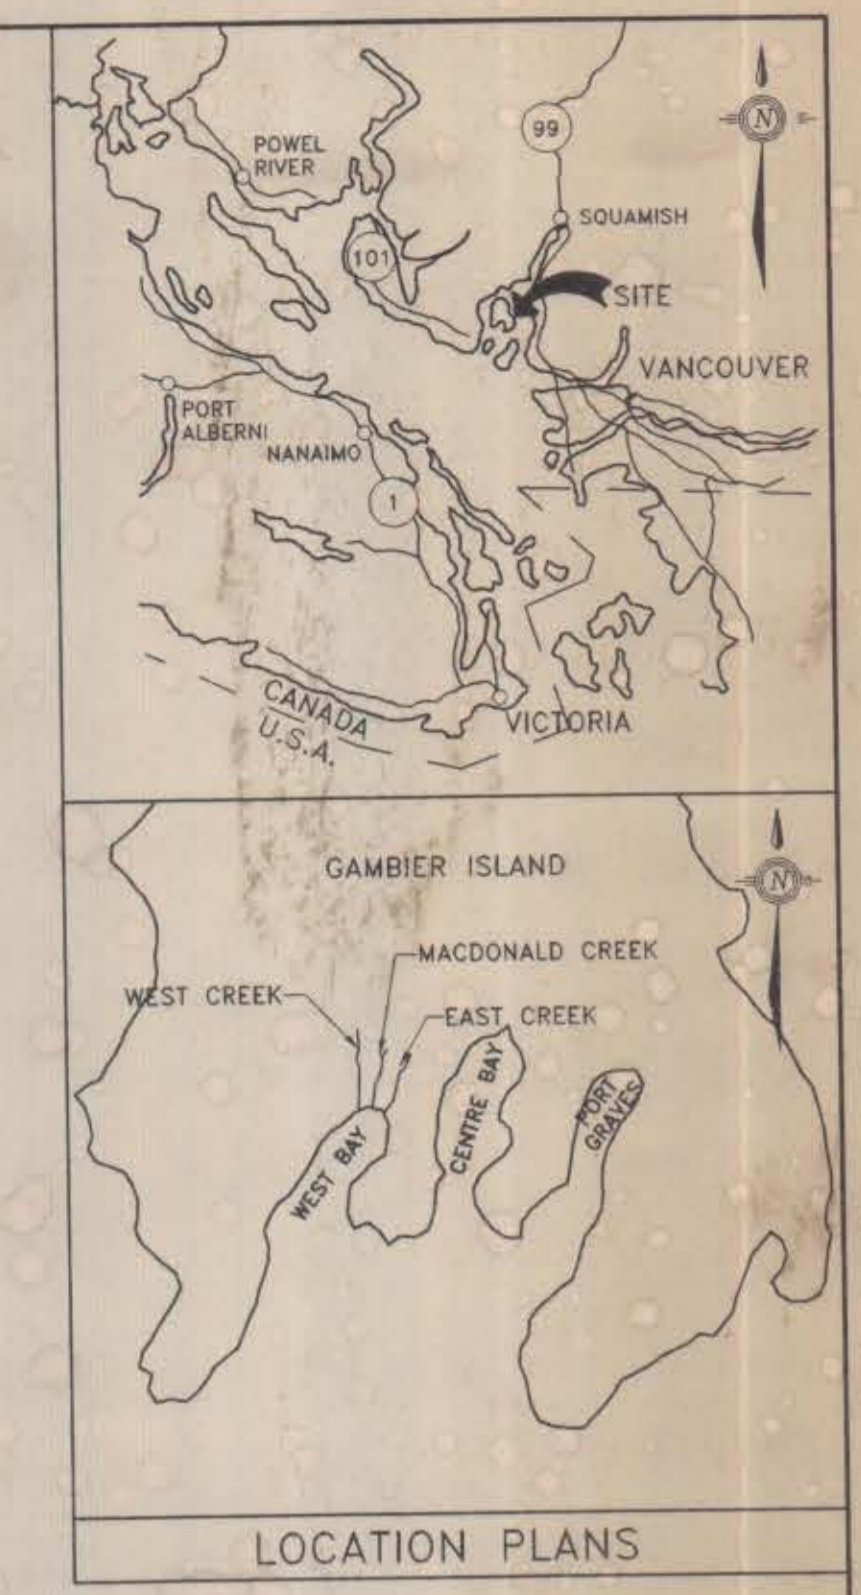 N
99
POWEL
RIVER
SQUAMISH
101
SITE
VANCOUVER
PORT
ALBERNI
NANAIMO
1
CANADA
U.S.A.
VICTORIA
GAMBIER ISLAND
N
MACDONALD CREEK
WEST CREEK
EAST CREEK
WEST BAY
CENTRE BAY
PORT
GRAVES
LOCATION PLANS